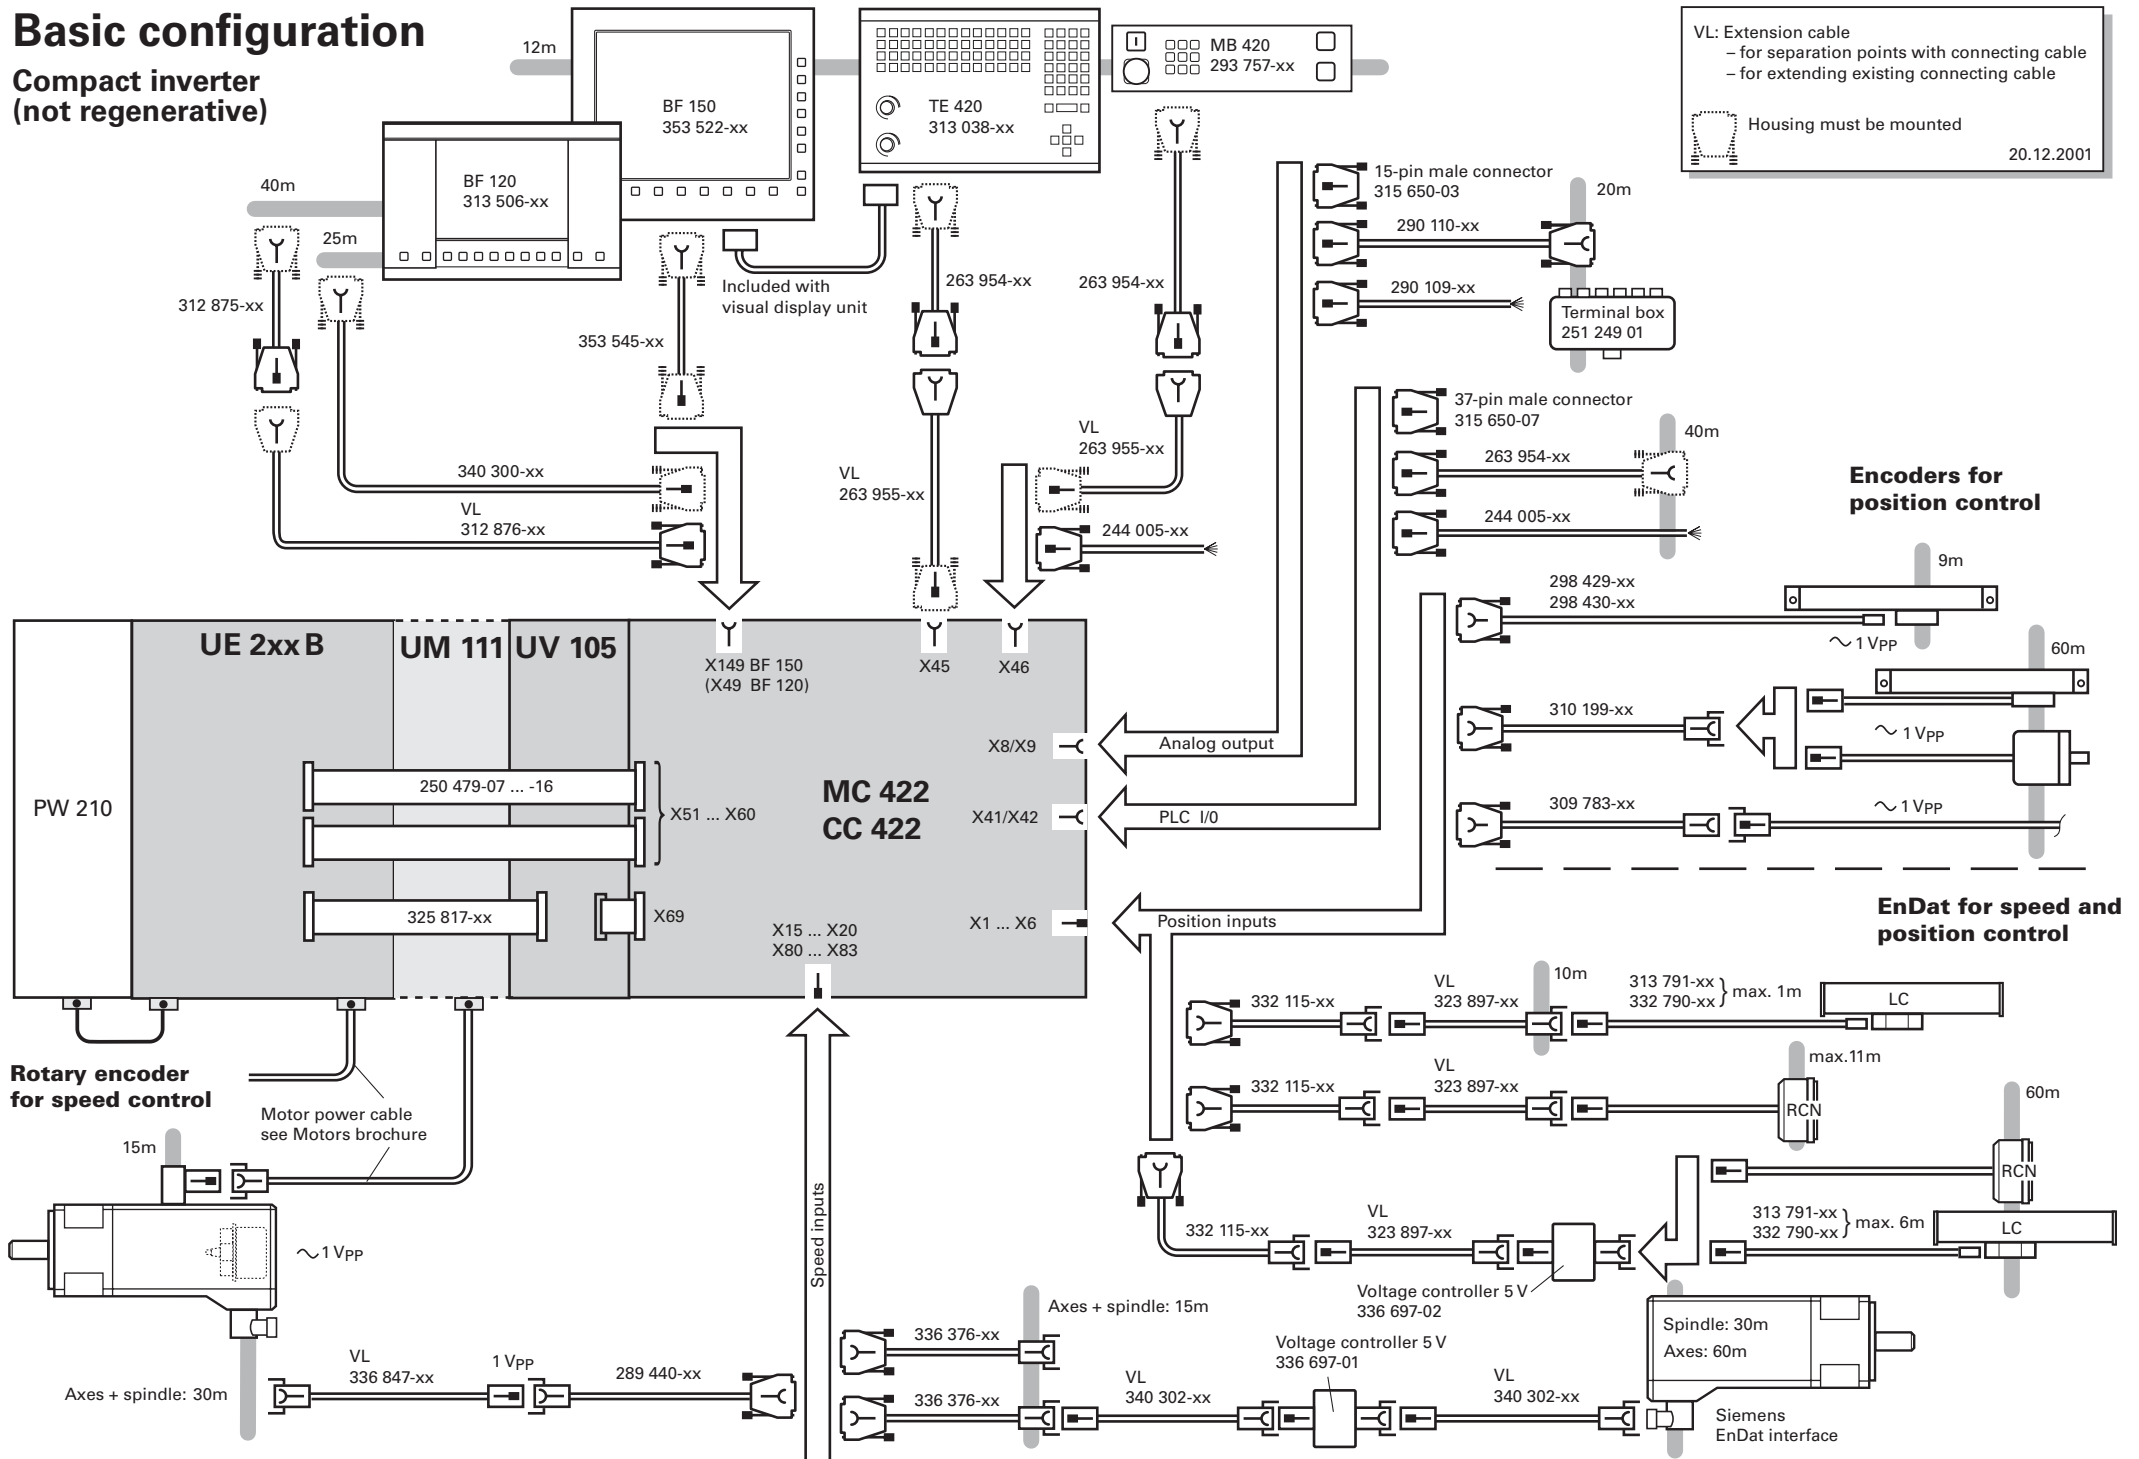 Basic configuration
Compact inverter
(not regenerative)
12m
BF 150
353 522-xx
TE 420
313 038-xx
MB 420
293 757-xx
VL: Extension cable
– for separation points with connecting cable
– for extending existing connecting cable
Housing must be mounted
20.12.2001
40m
BF 120
313 506-xx
25m
312 875-xx
Included with
visual display unit
353 545-xx
263 954-xx
263 954-xx
15-pin male connector
315 650-03
20m
290 110-xx
290 109-xx
Terminal box
251 249 01
37-pin male connector
315 650-07
40m
263 954-xx
244 005-xx
340 300-xx
VL
312 876-xx
VL
263 955-xx
VL
263 955-xx
244 005-xx
Encoders for
position control
298 429-xx
298 430-xx
9m
~ 1 VPP
60m
310 199-xx
~ 1 VPP
309 783-xx
~ 1 VPP
UE 2xx B
UM 111
UV 105
X149 BF 150
(X49 BF 120)
X45
X46
X8/X9
Analog output
PW 210
250 479-07 ... -16
X51 ... X60
MC 422
CC 422
X41/X42
PLC I/0
325 817-xx
X69
X15 ... X20
X80 ... X83
X1 ... X6
Position inputs
EnDat for speed and
position control
332 115-xx
VL
323 897-xx
10m
313 791-xx
332 790-xx
max. 1m
LC
332 115-xx
VL
323 897-xx
max.11m
RCN
60m
RCN
332 115-xx
VL
323 897-xx
313 791-xx
332 790-xx
max. 6m
LC
Voltage controller 5 V
336 697-02
Rotary encoder
for speed control
Motor power cable
see Motors brochure
15m
~ 1 VPP
Speed inputs
Axes + spindle: 30m
VL
336 847-xx
1 VPP
289 440-xx
Axes + spindle: 15m
336 376-xx
336 376-xx
VL
340 302-xx
Voltage controller 5 V
336 697-01
VL
340 302-xx
Spindle: 30m
Axes: 60m
Siemens
EnDat interface